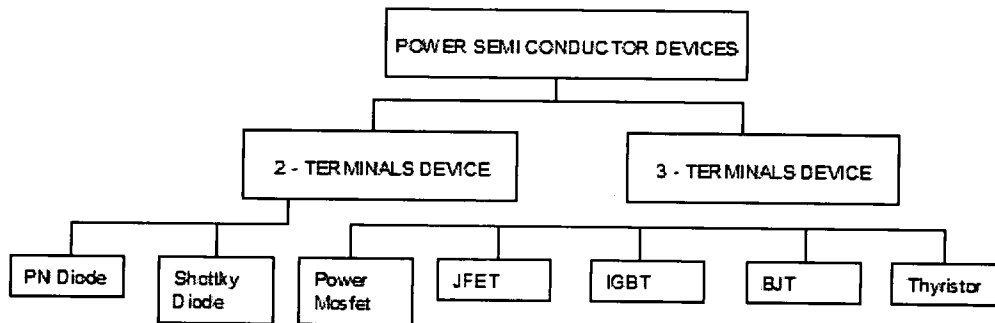 POWER SEMI CONDUCTOR DEVICES
2 - TERMINALS DEVICE
3 - TERMINALS DEVICE
PN Diode
Shottky
Diode
Power
Mosfet
JFET
IGBT
BJT
Thyristor